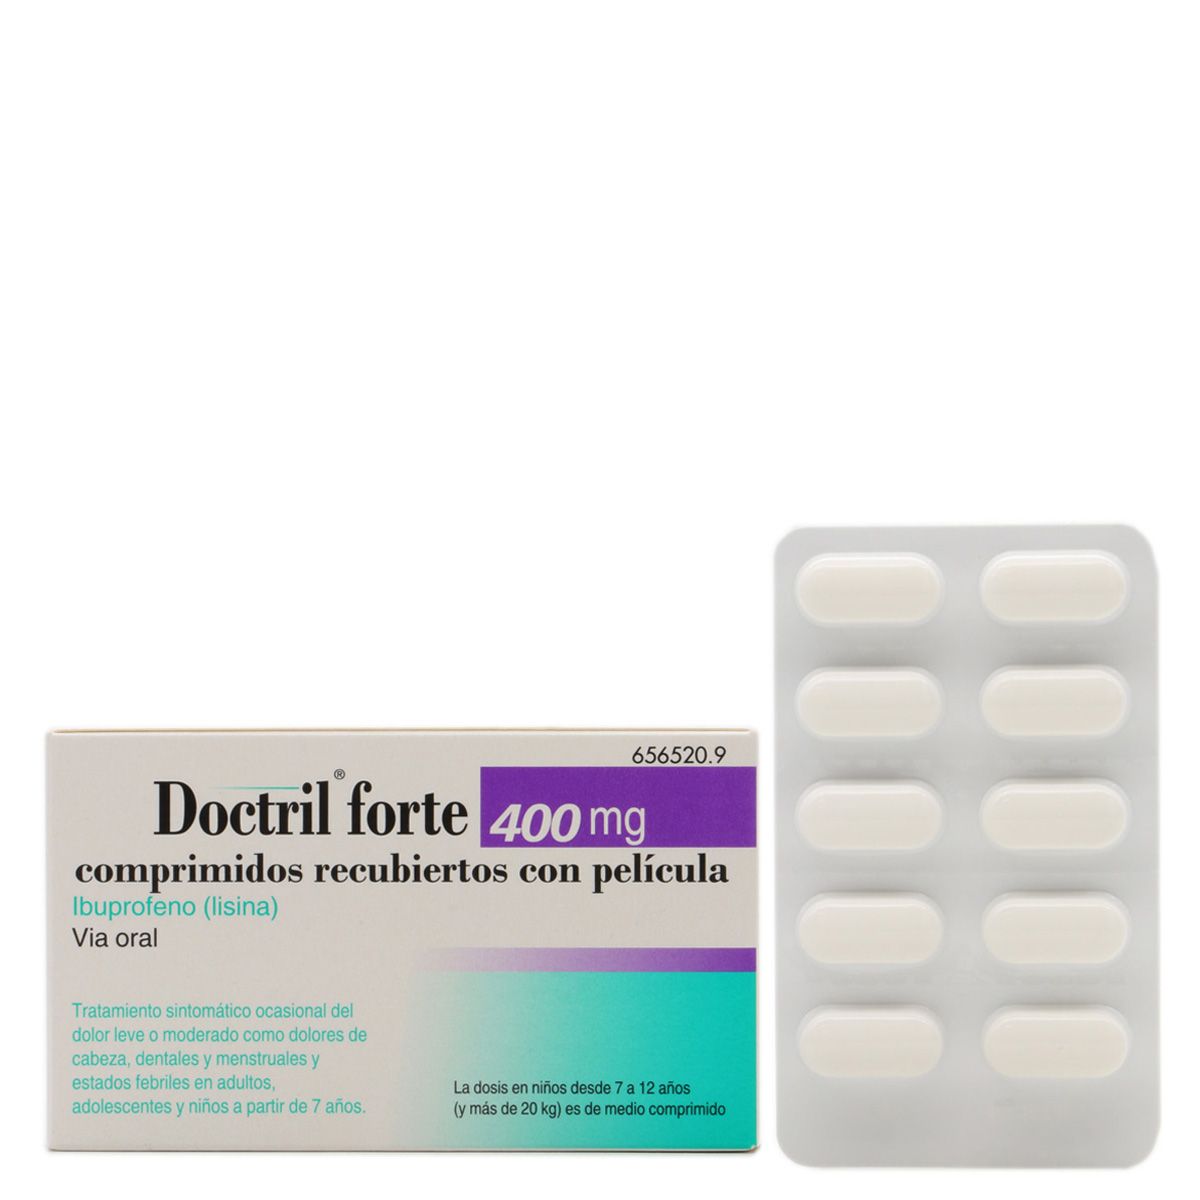 656520.9
Doctril® forte 400 mg
comprimidos recubiertos con película
Ibuprofeno (lisina)
Via oral
Tratamiento sintomático ocasional del
dolor leve o moderado como dolores de
cabeza, dentales y menstruales y
estados febriles en adultos,
adolescentes y niños a partir de 7 años.
La dosis en niños desde 7 a 12 años
(y más de 20 kg) es de medio comprimido